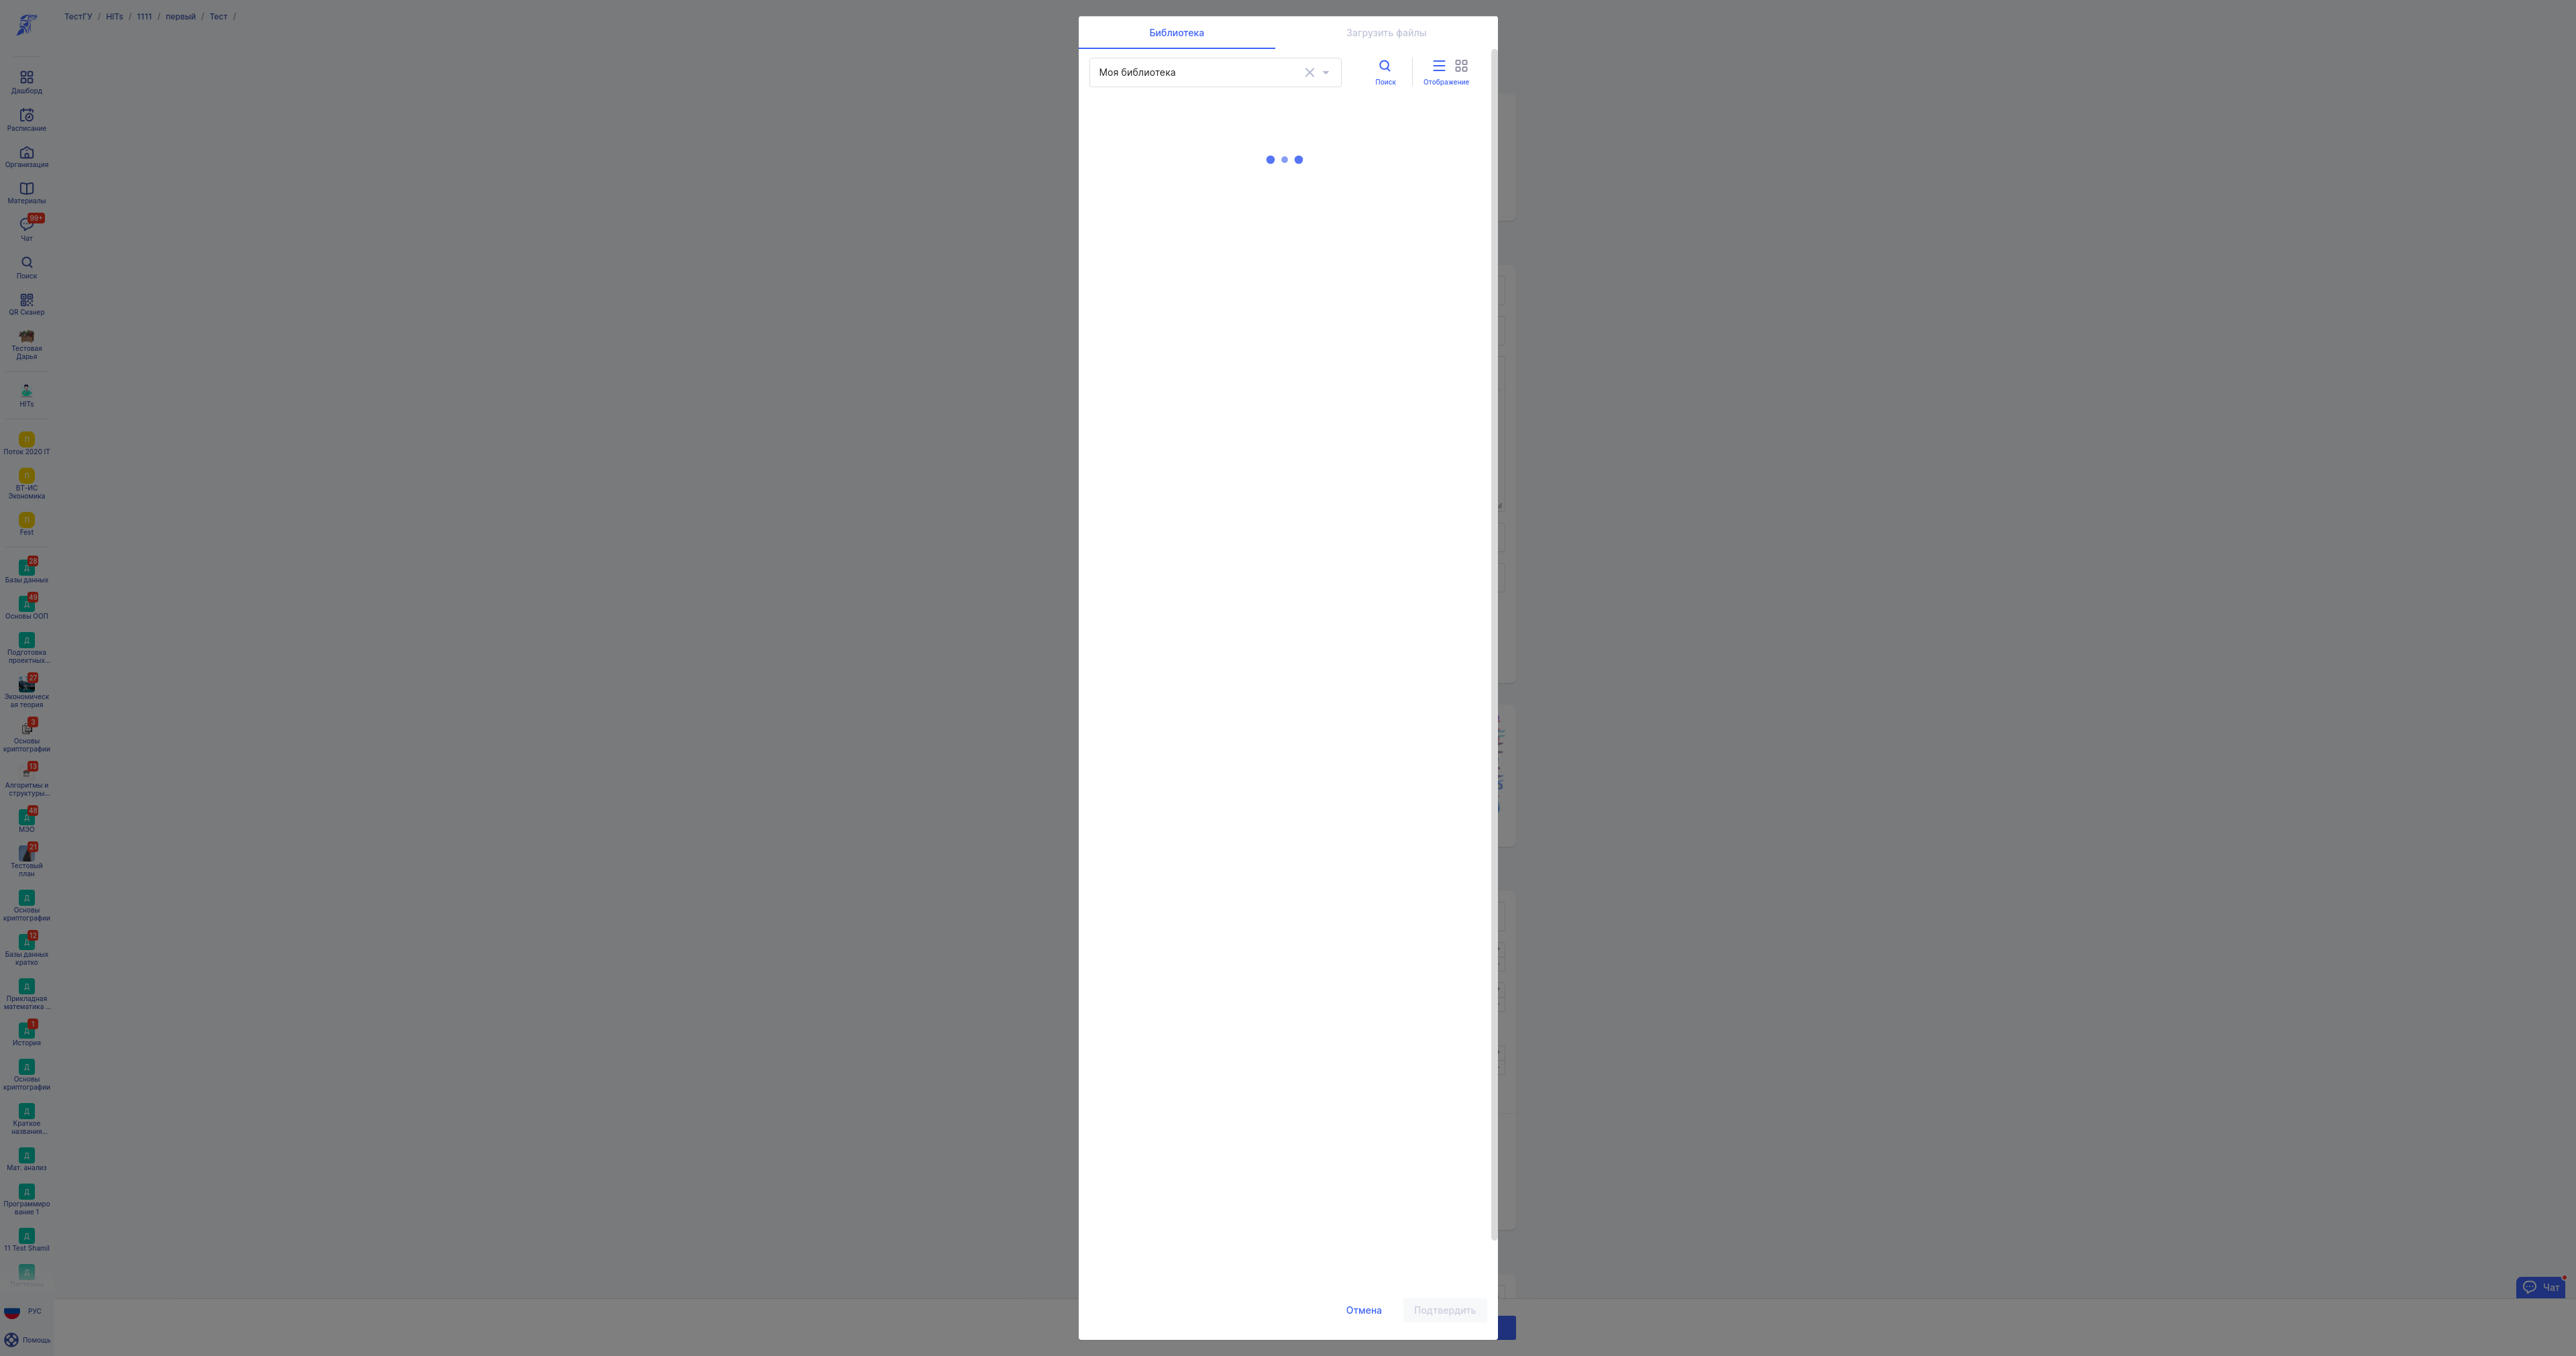 ТестГУ / HITs / 1111 / первый / Тест /
Дашборд
Расписание
Организация
Материалы
99+
Чат
Поиск
QR Сканер
Тестовая
Дарья
HITs
П
Поток 2020 IT
П
ВТ-ИС
Экономика
П
Fest
28
Д
Базы данных
49
Д
Основы ООП
Д
Подготовка
проектных...
27
Экономическ
ая теория
3
Основы
криптографии
13
Алгоритмы и
структуры...
48
Д
МЭО
21
Тестовый
план
Д
Основы
криптографии
12
Д
Базы данных
кратко
Д
Прикладная
математика ...
1
Д
История
Д
Основы
криптографии
Д
Краткое
названия...
Д
Мат. анализ
Д
Программиро
вание 1
Д
11 Test Shamil
Д
РУС
Помощь
Библиотека
Загрузить файлы
Моя библиотека
Поиск
Отображение
Отмена
Подтвердить
Чат